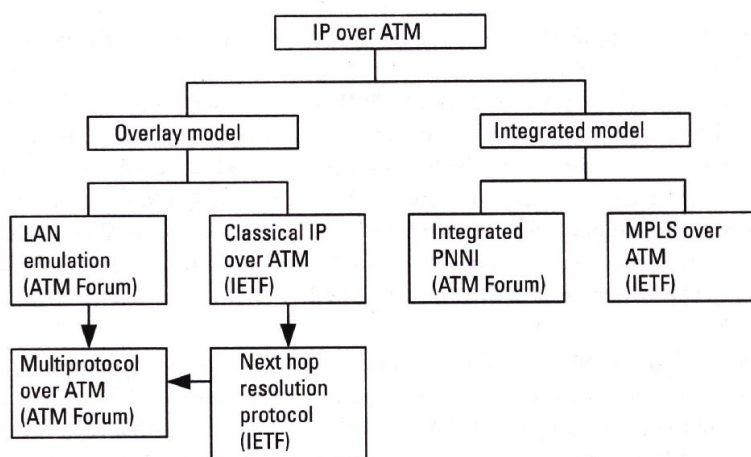 IP over ATM
Overlay model
Integrated model
LAN
emulation
(ATM Forum)
Classical IP
over ATM
(IETF)
Integrated
PNNI
(ATM Forum)
MPLS over
ATM
(IETF)
Multiprotocol
over ATM
(ATM Forum)
Next hop
resolution
protocol
(IETF)